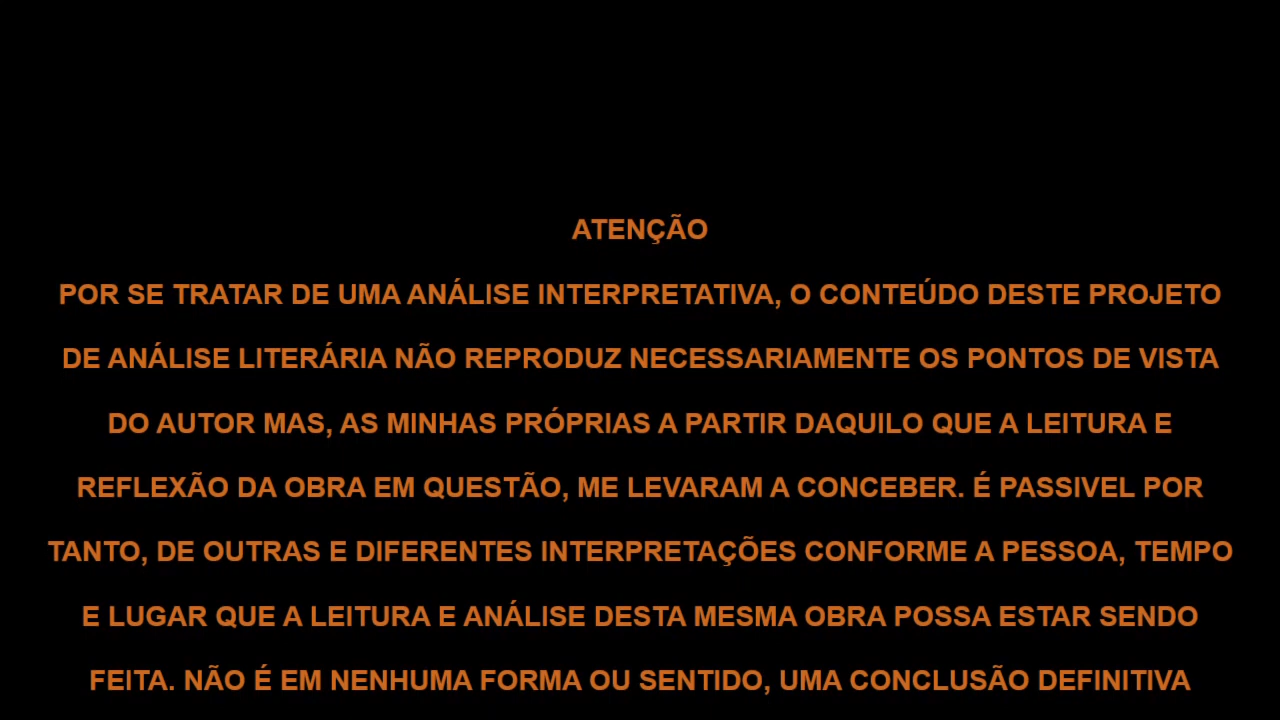 ATENÇÃO
POR SE TRATAR DE UMA ANÁLISE INTERPRETATIVA, O CONTEÚDO DESTE PROJETO
DE ANÁLISE LITERÁRIA NÃO REPRODUZ NECESSARIAMENTE OS PONTOS DE VISTA
DO AUTOR MAS, AS MINHAS PRÓPRIAS A PARTIR DAQUILO QUE A LEITURA E
REFLEXÃO DA OBRA EM QUESTÃO, ME LEVARAM A CONCEBER. É PASSIVEL POR
TANTO, DE OUTRAS E DIFERENTES INTERPRETAÇÕES CONFORME A PESSOA, TEMPO
E LUGAR QUE A LEITURA E ANÁLISE DESTA MESMA OBRA POSSA ESTAR SENDO
FEITA. NÃO É EM NENHUMA FORMA OU SENTIDO, UMA CONCLUSÃO DEFINITIVA